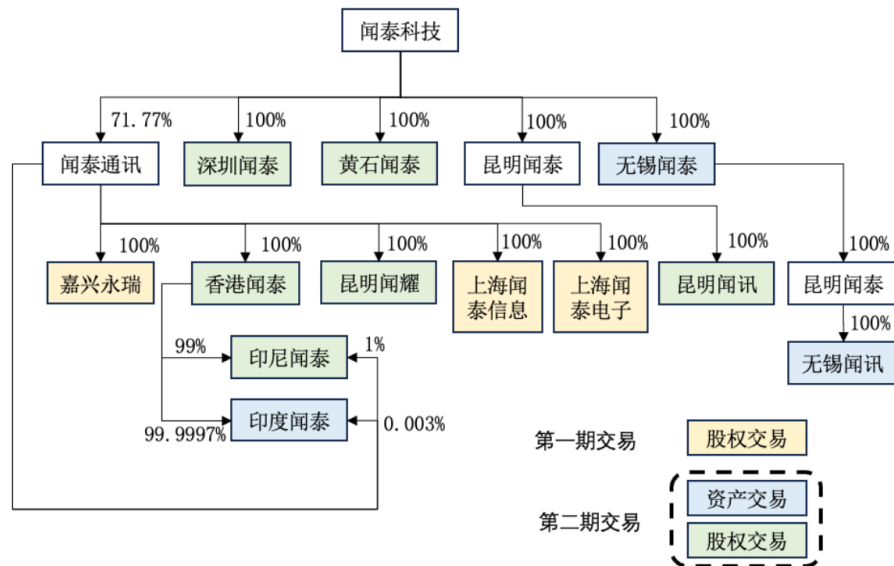 闻泰科技
71.77%
100%
100%
100%
100%
闻泰通讯
深圳闻泰
黄石闻泰
昆明闻泰
无锡闻泰
100%
100%
100%
100%
100%
100%
100%
嘉兴永瑞
香港闻泰
昆明闻耀
上海闻
泰信息
上海闻
泰电子
昆明闻讯
昆明闻泰
99%
印尼闻泰
1%
100%
无锡闻讯
99.9997%
印度闻泰
0.003%
第一期交易
股权交易
第二期交易
资产交易
股权交易